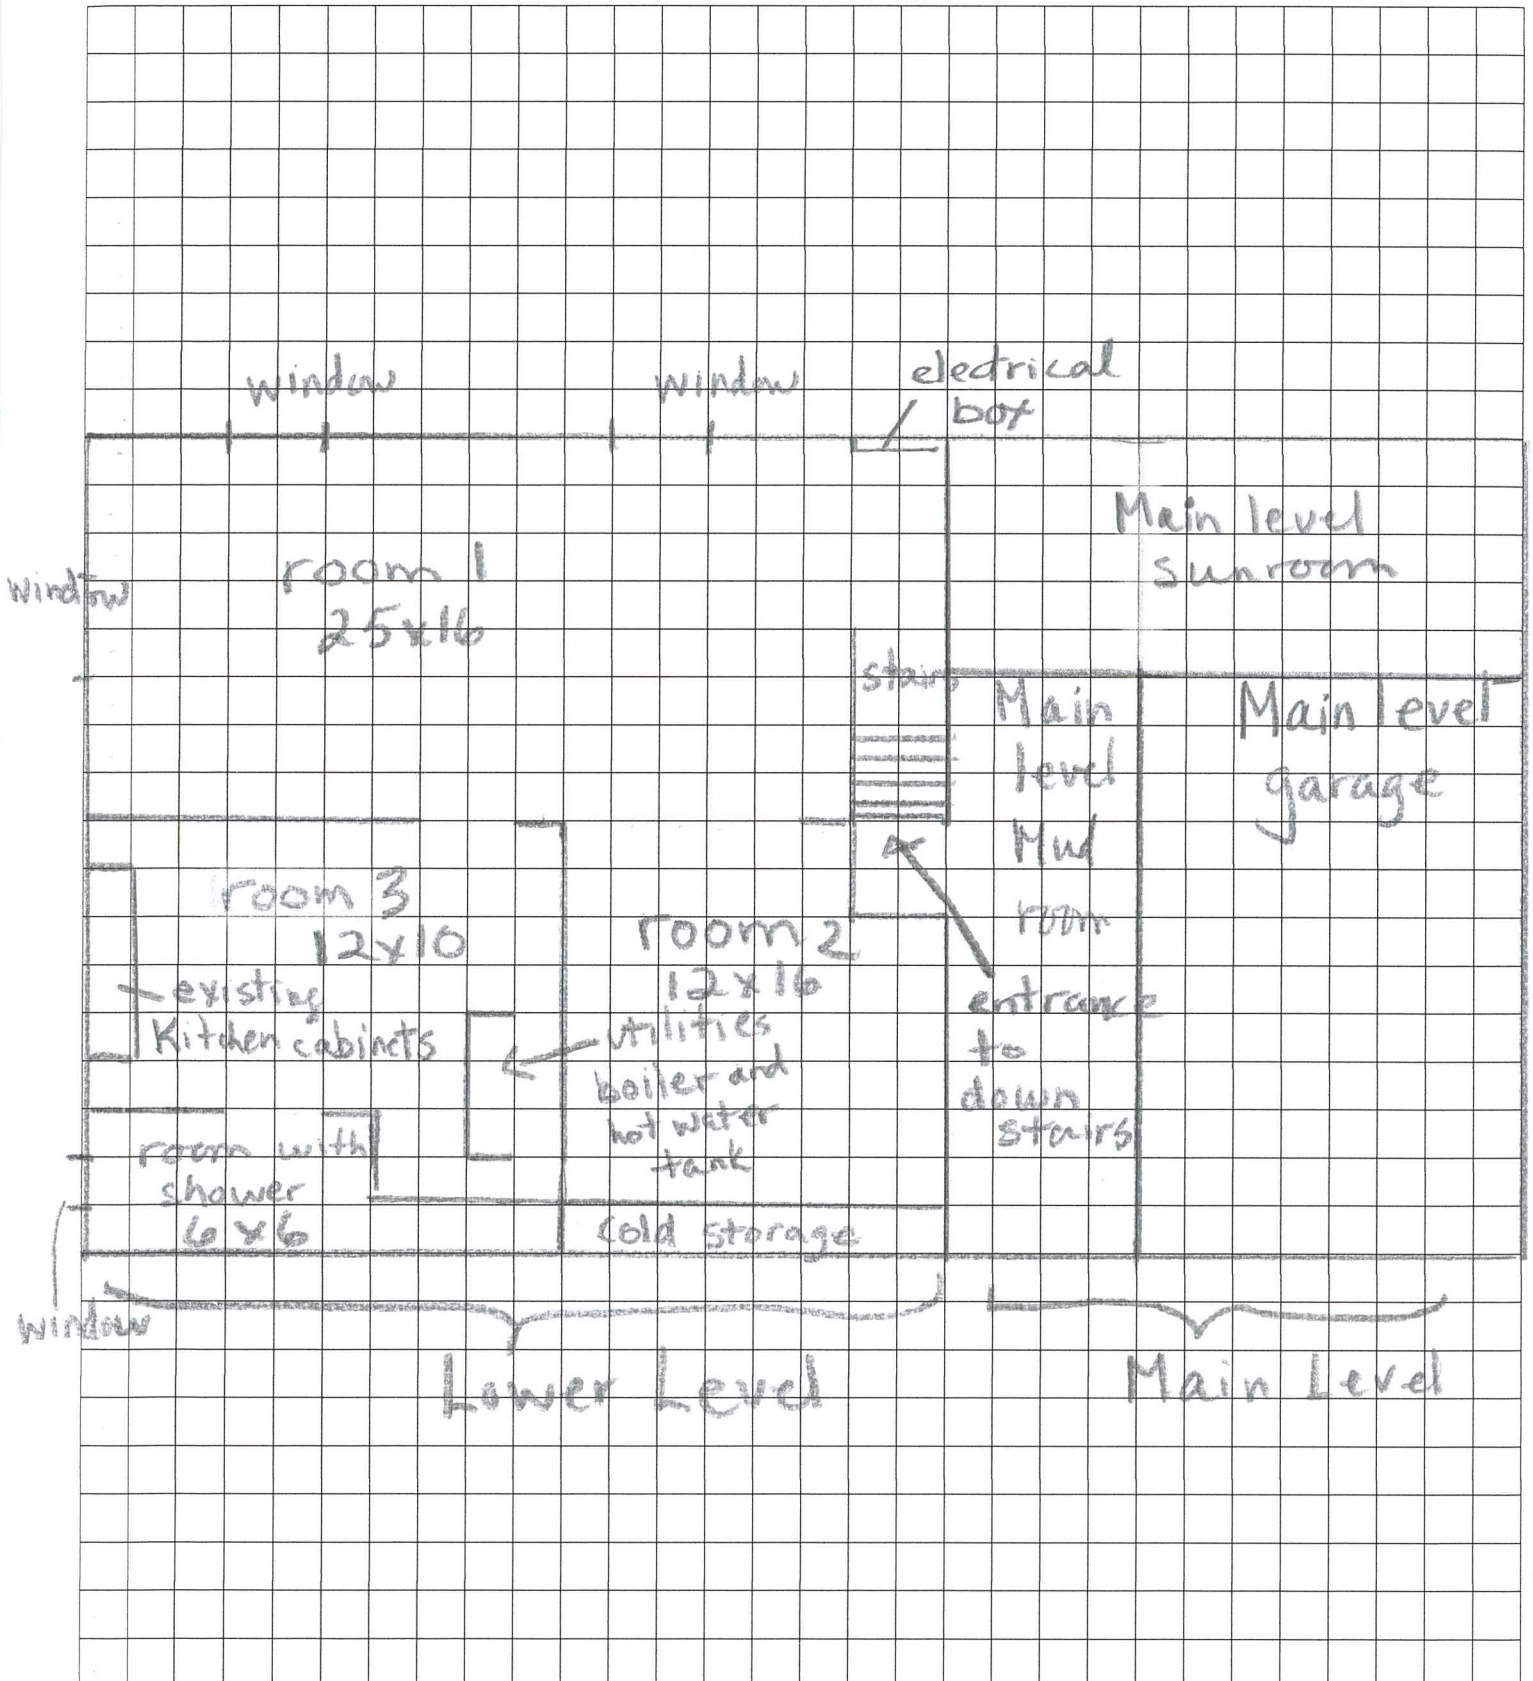 window
window
electrical
box
Main level
sunroom
window
room 1
25x16
stairs
Main
level
Mud
room
Main level
garage
room 3
12x10
room 2
12x16
existing
Kitchen cabinets
utilities
boiler and
hot water
tank
entrance
to
down
stairs
room with
shower
6x6
Cold storage
window
Lower Level
Main Level